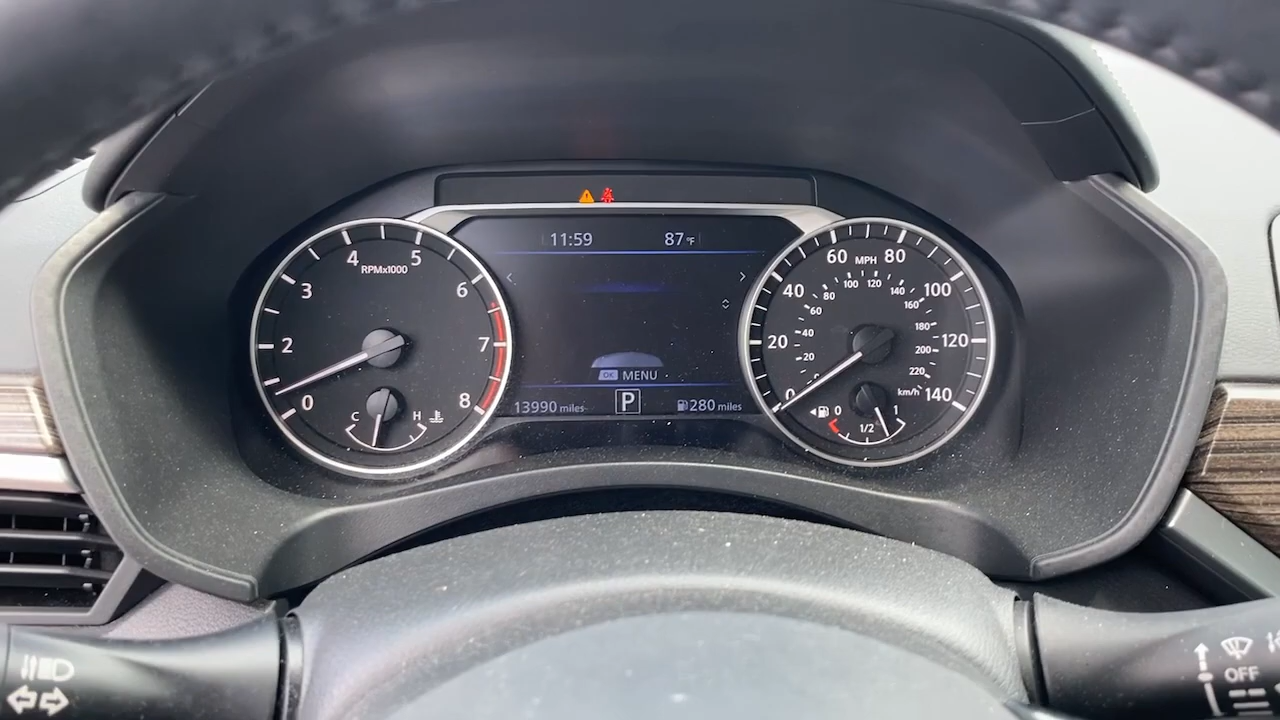 11:59 87°F
4 5
RPMx1000
3 6
2 7
0 8
C H
OK MENU
13990 miles P 280 miles
60 MPH 80
40 100
20 120
0 140
100 120
80 140
60 160
40 180
20 200
0 220
km/h
0 1
1/2
OFF